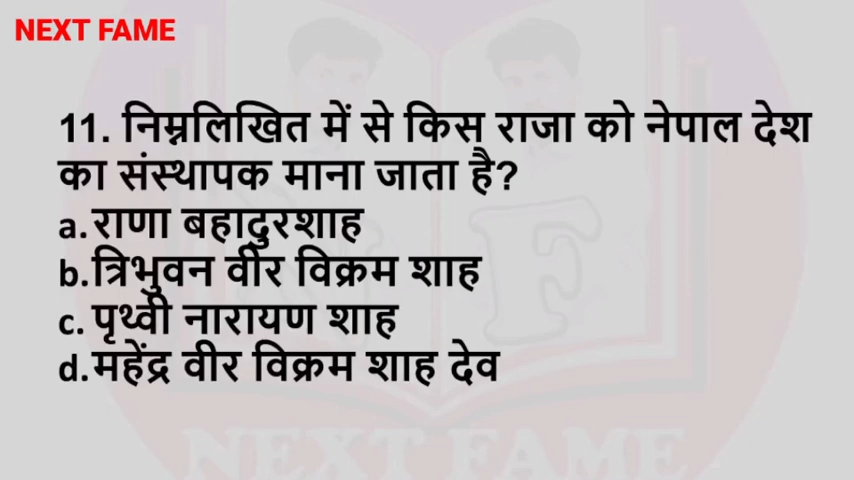 NEXT FAME
11. निम्नलिखित में से किस राजा को नेपाल देश
का संस्थापक माना जाता है?
a.राणा बहादुरशाह
b.त्रिभुवन वीर विक्रम शाह
c. पृथ्वी नारायण शाह
d.महेंद्र वीर विक्रम शाह देव
N F
NEXT FAME